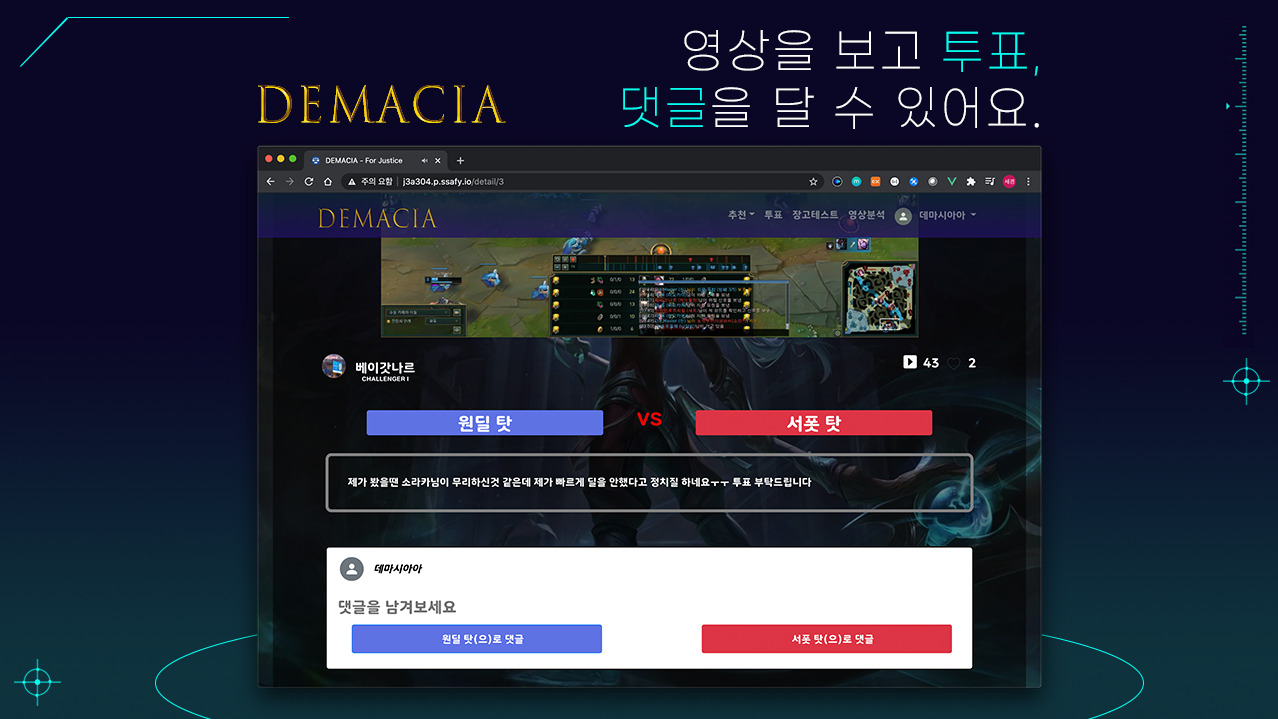 영상을 보고 투표,
댓글을 달 수 있어요.
DEMACIA
DEMACIA - For Justice
주의 요함 | j3a304.p.ssafy.io/detail/3
세경
DEMACIA
추천 투표 장고테스트 영상분석 데마시아아
베이갓나르
CHALLENGER I
43 2
원딜 탓 VS 서폿 탓
제가 봤을땐 소라카님이 무리하신것 같은데 제가 빠르게 딜을 안했다고 정치질 하네요ㅜㅜ 투표 부탁드립니다
데마시아아
댓글을 남겨보세요
원딜 탓(으)로 댓글 서폿 탓(으)로 댓글